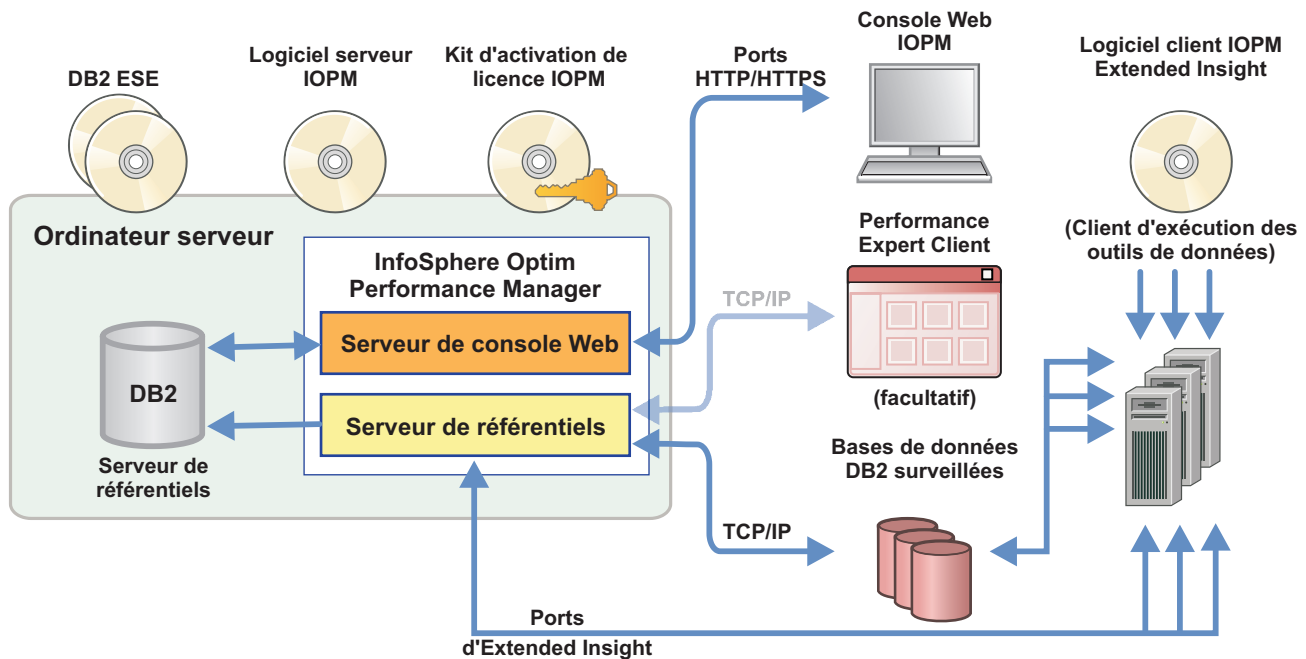 DB2 ESE
Logiciel serveur
IOPM
Kit d'activation de
licence IOPM
Ports
HTTP/HTTPS
Console Web
IOPM
Logiciel client IOPM
Extended Insight
(Client d'exécution des
outils de données)
Ordinateur serveur
InfoSphere Optim
Performance Manager
Serveur de console Web
Serveur de référentiels
DB2
Serveur de
référentiels
TCP/IP
Performance
Expert Client
(facultatif)
Bases de données
DB2 surveillées
TCP/IP
Ports
d'Extended Insight